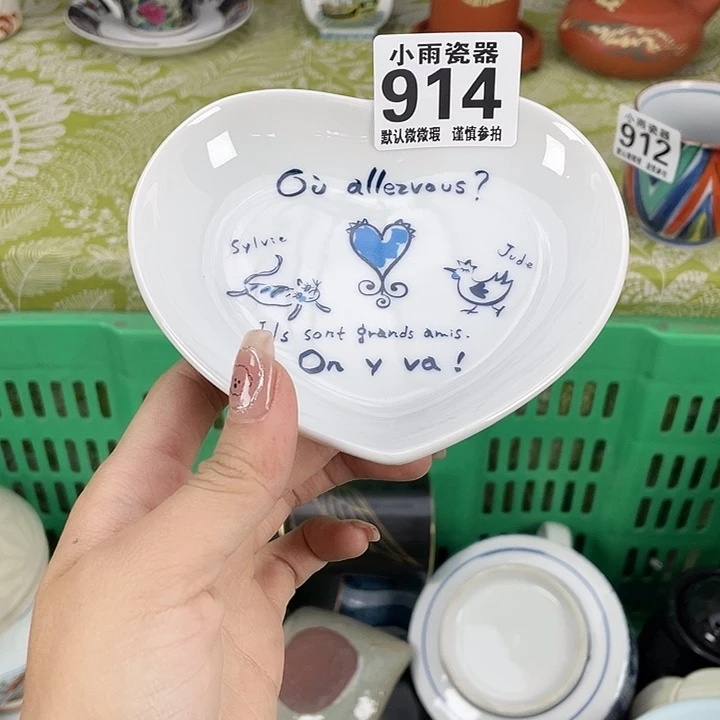 小雨瓷器
914
默认微微瑕 谨慎参拍
小雨瓷器
912
Où allezvous?
Sylvie
Jude
Ils sont grands amis.
On y va!